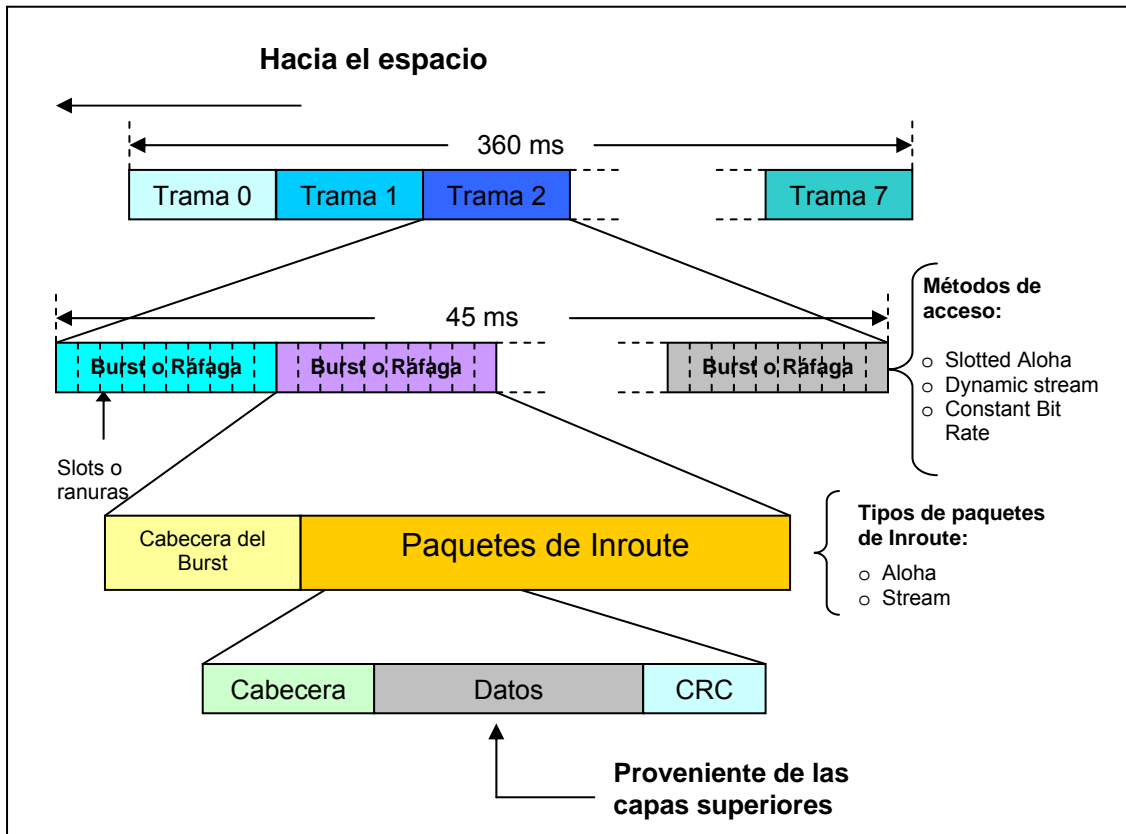 Hacia el espacio
360 ms
Trama 0
Trama 1
Trama 2
Trama 7
Métodos de
acceso:
o Slotted Aloha
o Dynamic stream
o Constant Bit
Rate
45 ms
Burst o Ráfaga
Burst o Ráfaga
Burst o Ráfaga
Slots o
ranuras
Cabecera del
Burst
Paquetes de Inroute
Tipos de paquetes
de Inroute:
o Aloha
o Stream
Cabecera
Datos
CRC
Proveniente de las
capas superiores